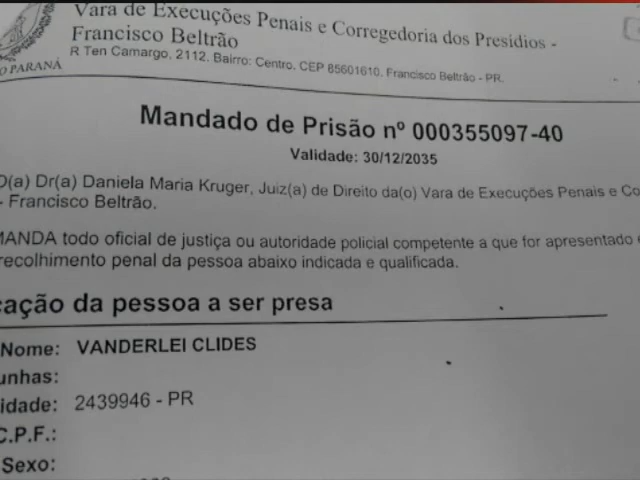 Vara de Execuções Penais e Corregedoria dos Presídios -
Francisco Beltrão
R Ten Camargo, 2112, Bairro: Centro, CEP 85601610, Francisco Beltrão - PR.
O PARANÁ
Mandado de Prisão nº 000355097-40
Validade: 30/12/2035
O(a) Dr(a) Daniela Maria Kruger, Juiz(a) de Direito da(o) Vara de Execuções Penais e Co
- Francisco Beltrão.
MANDA todo oficial de justiça ou autoridade policial competente a que for apresentado e
recolhimento penal da pessoa abaixo indicada e qualificada.
cação da pessoa a ser presa
Nome: VANDERLEI CLIDES
unhas:
idade: 2439946 - PR
C.P.F.:
Sexo: